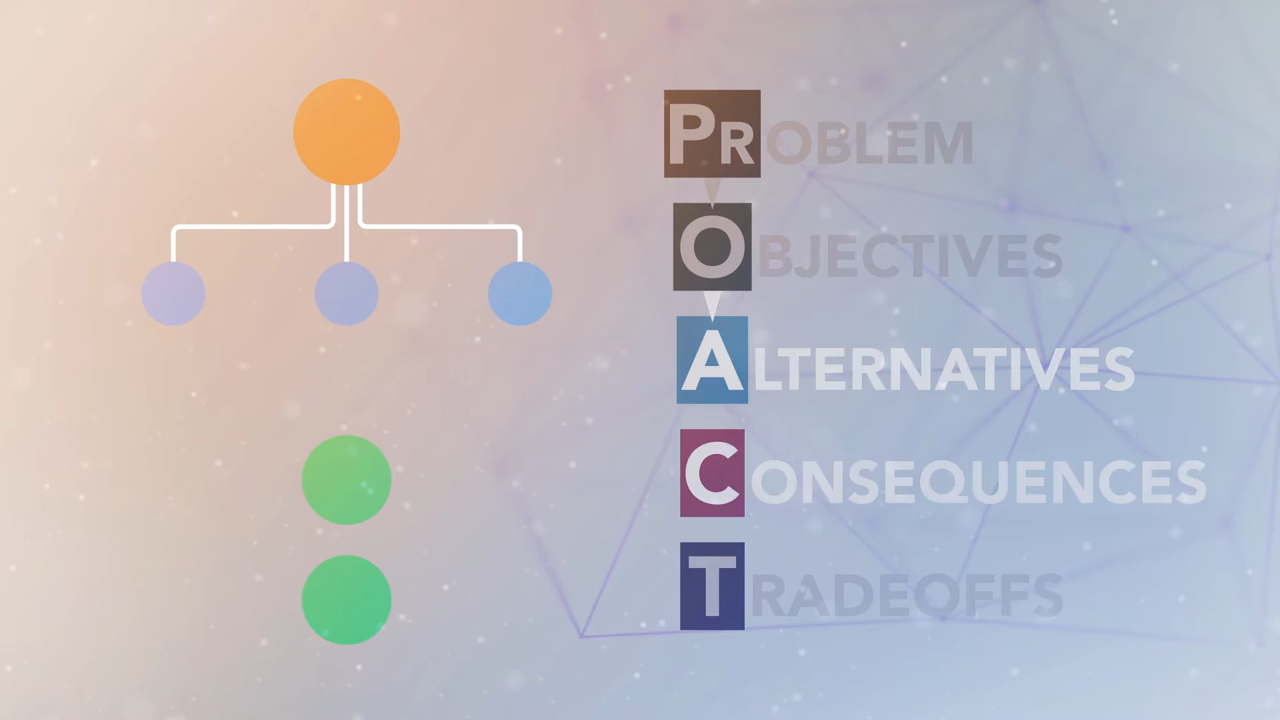 PROBLEM
OBJECTIVES
ALTERNATIVES
CONSEQUENCES
TRADEOFFS